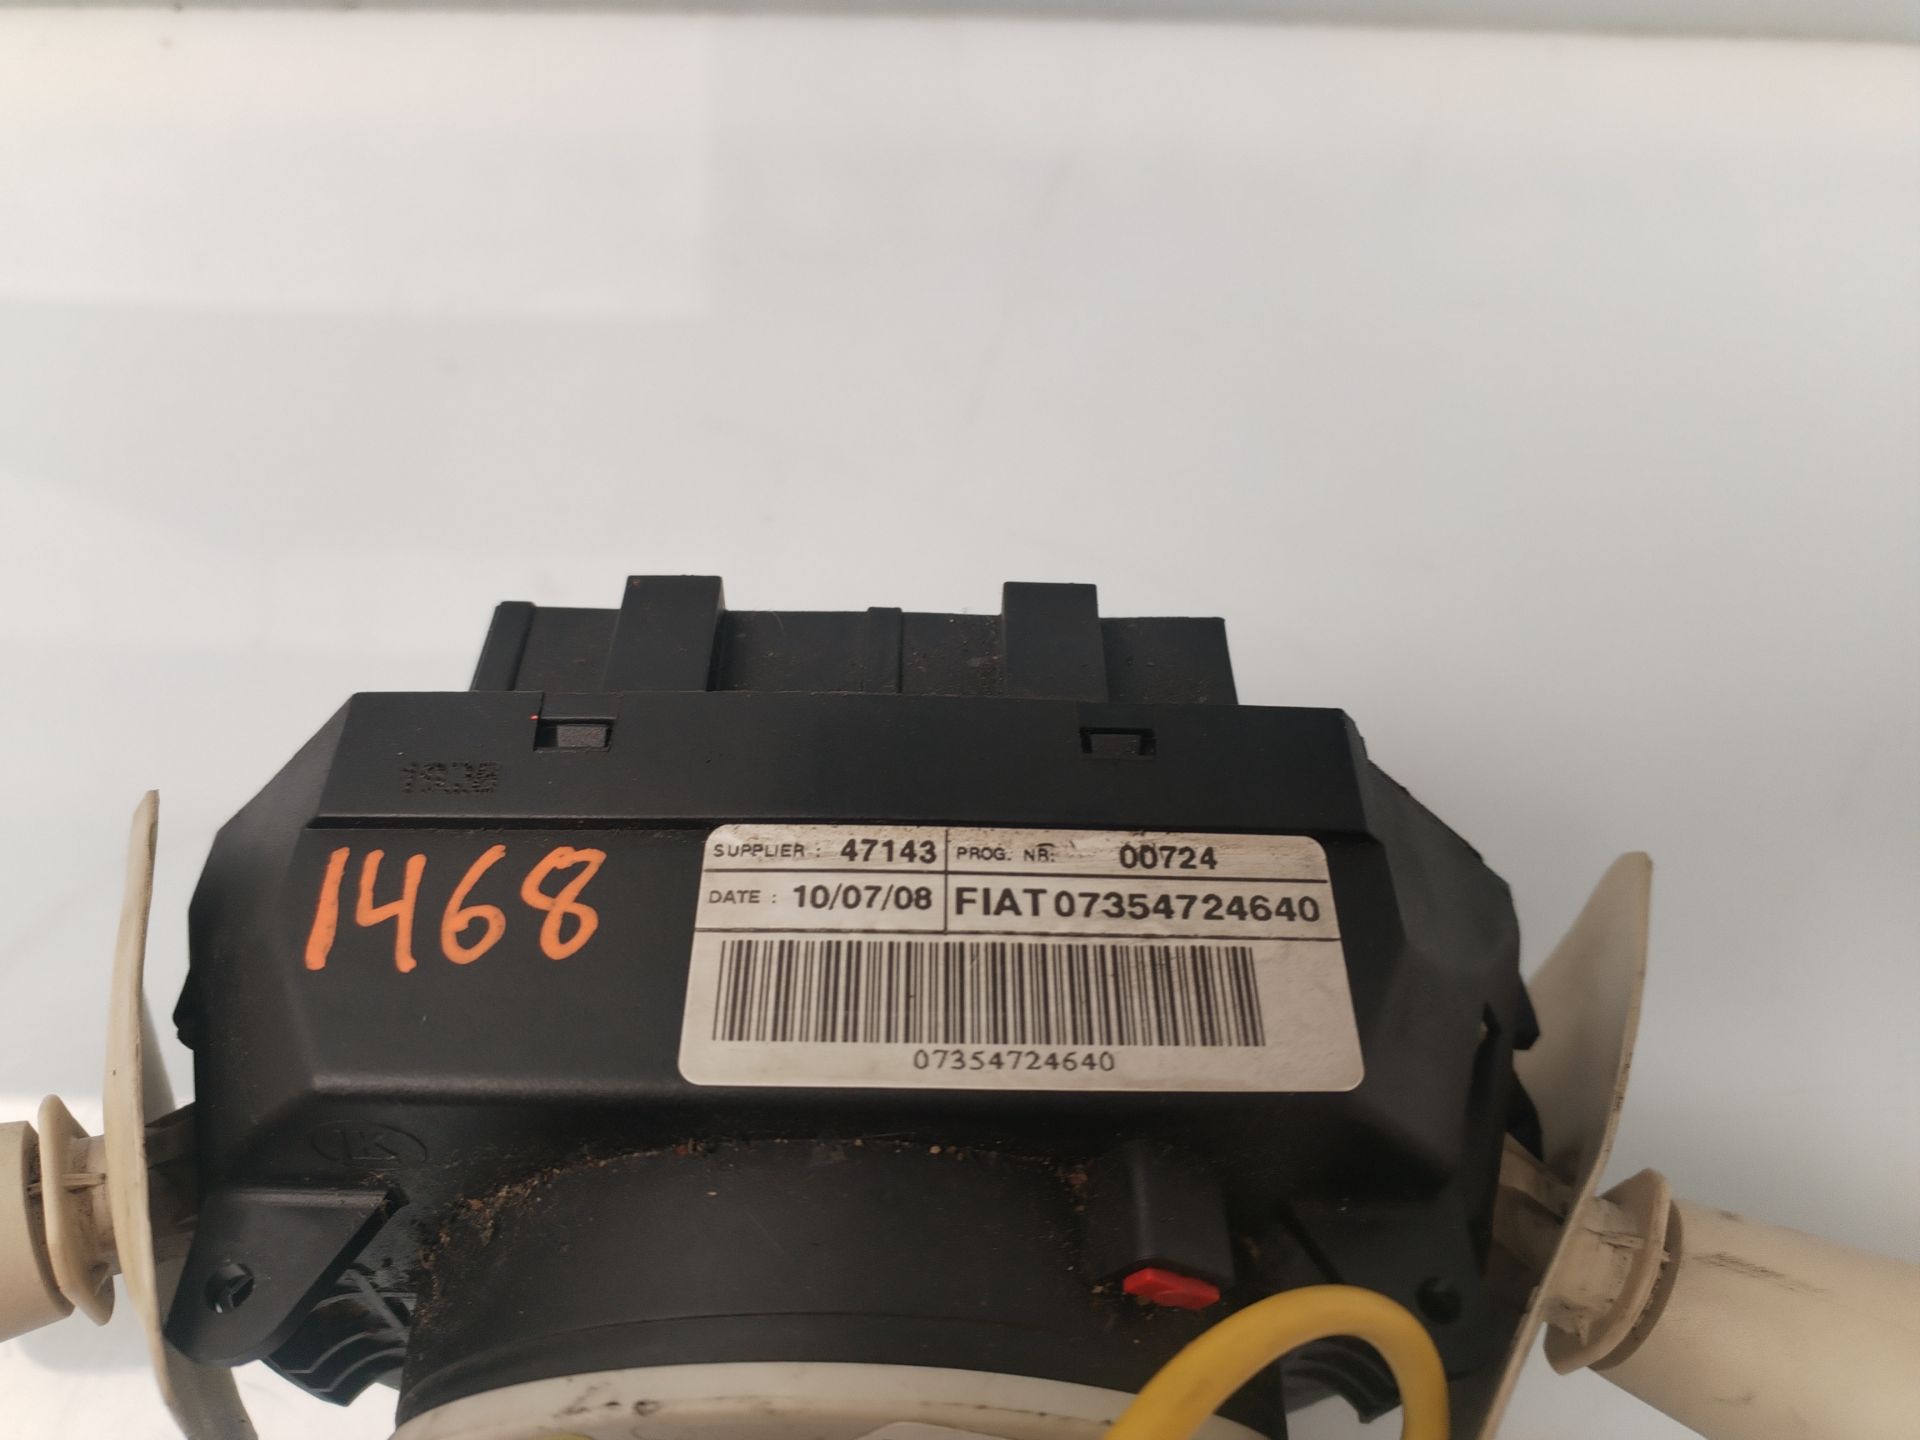 1468
SUPPLIER : 47143 PROG. NR: 00724
DATE : 10/07/08 FIAT 07354724640
07354724640
K